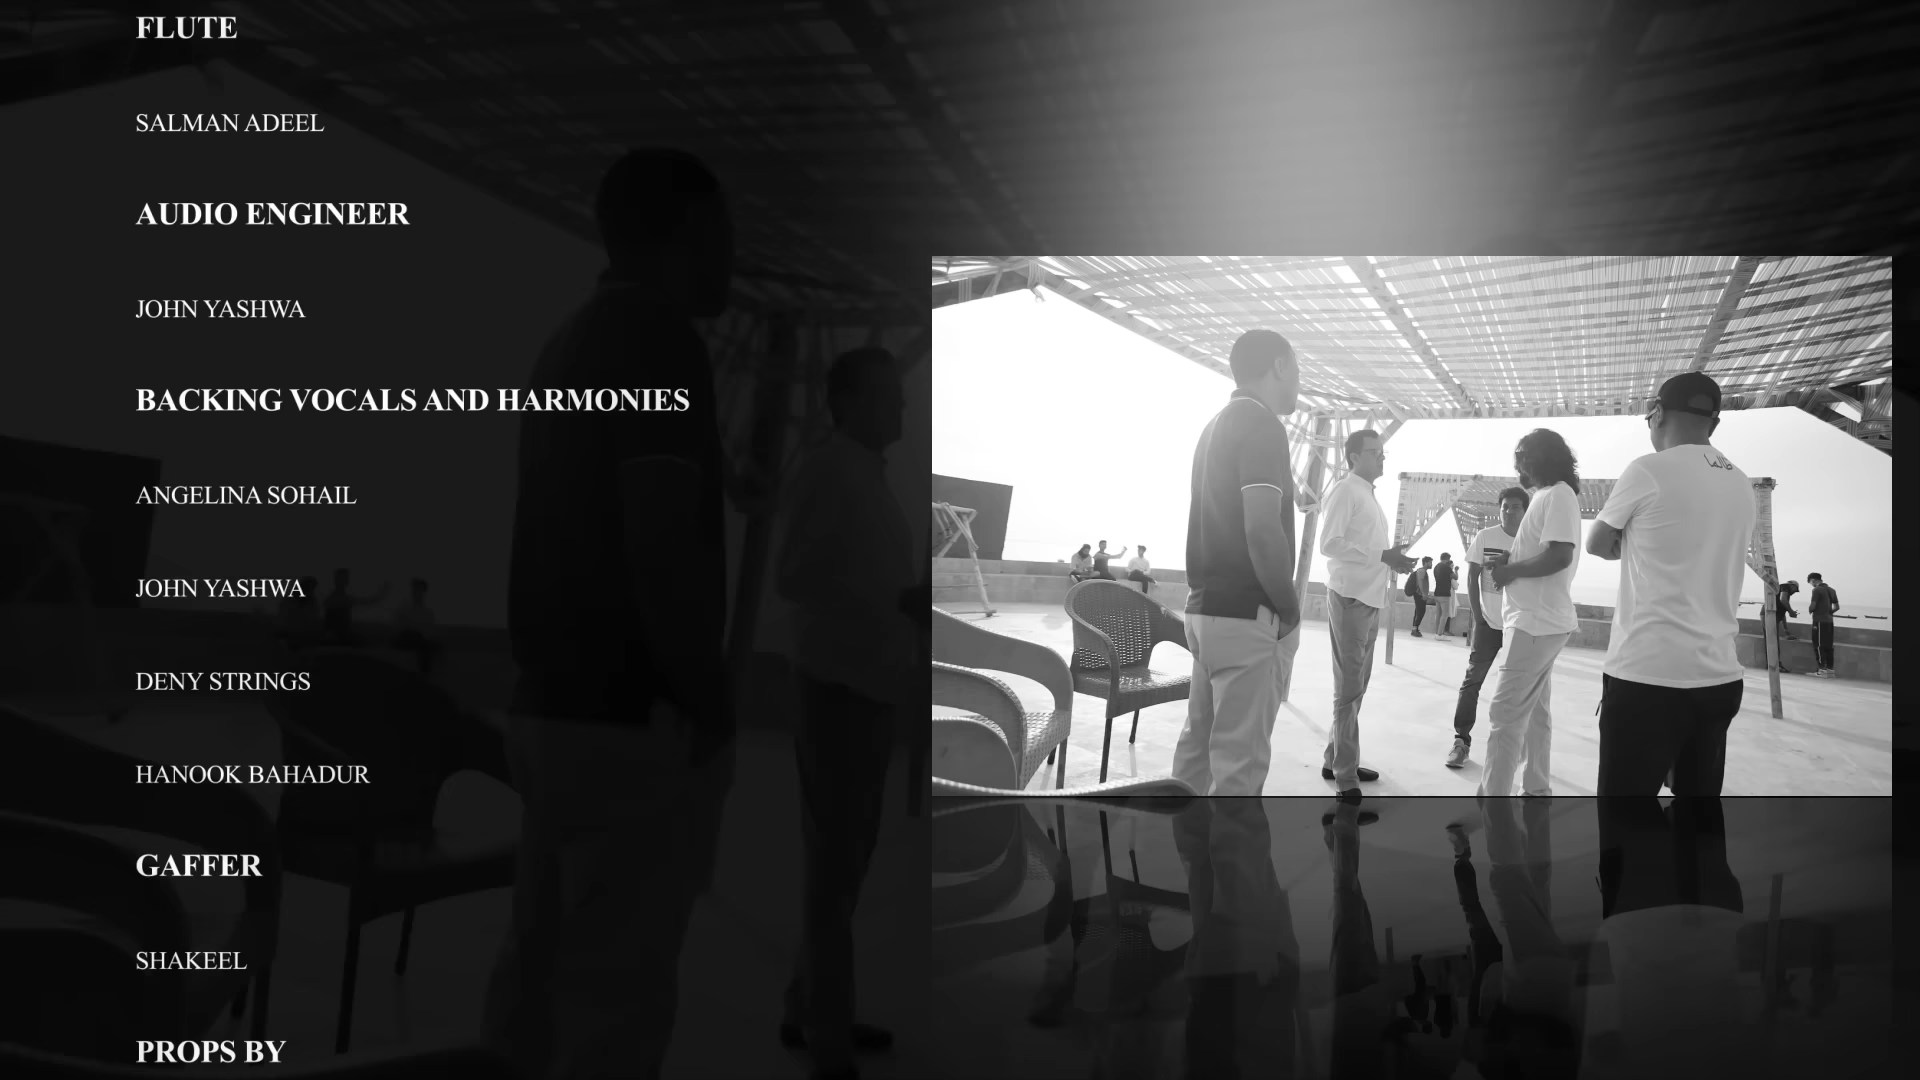 FLUTE
SALMAN ADEEL
AUDIO ENGINEER
JOHN YASHWA
BACKING VOCALS AND HARMONIES
ANGELINA SOHAIL
JOHN YASHWA
DENY STRINGS
HANOOK BAHADUR
GAFFER
SHAKEEL
PROPS BY